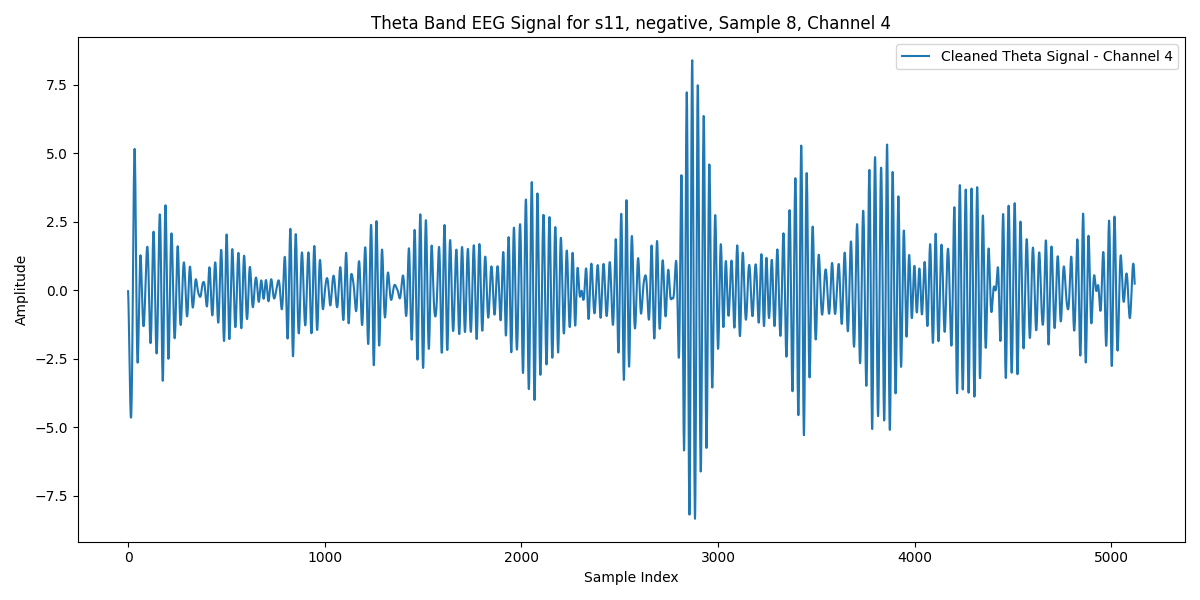 Theta Band EEG Signal for s11, negative, Sample 8, Channel 4
Cleaned Theta Signal - Channel 4
Amplitude
7.5
5.0
2.5
0.0
−2.5
−5.0
−7.5
0 1000 2000 3000 4000 5000
Sample Index